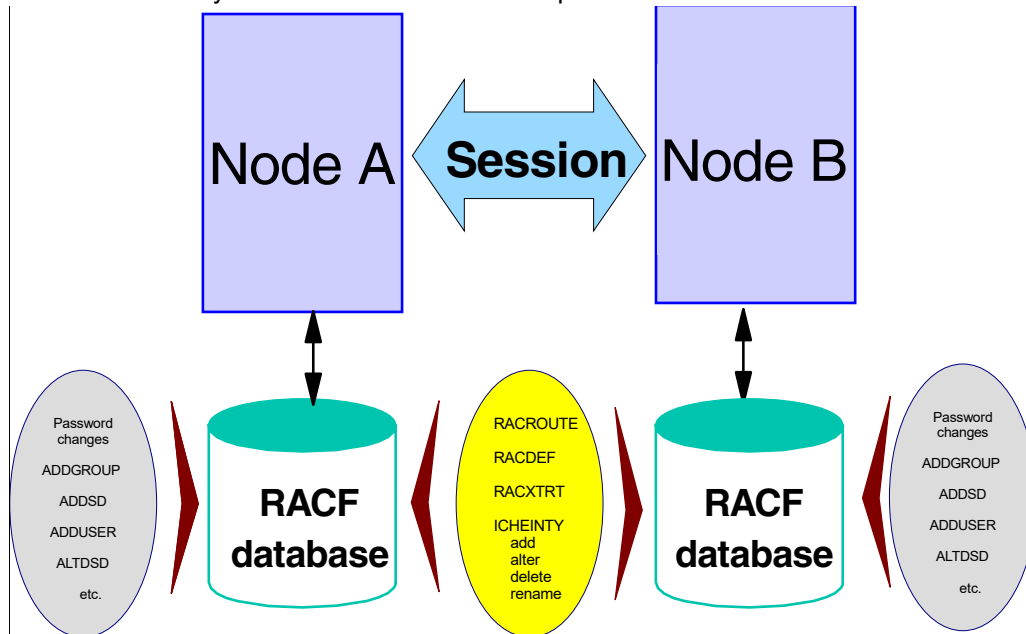 Node A
Session
Node B
Password
changes
ADDGROUP
ADDSD
ADDUSER
ALTDSD
etc.
RACF
database
RACROUTE
RACDEF
RACXTRT
ICHEINTY
add
alter
delete
rename
RACF
database
Password
changes
ADDGROUP
ADDSD
ADDUSER
ALTDSD
etc.